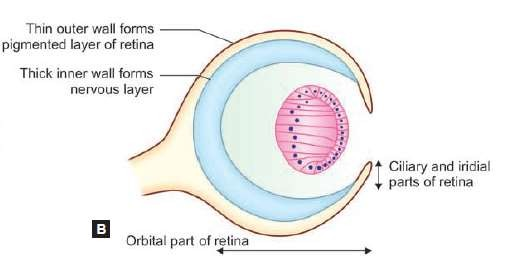 Thin outer wall forms
pigmented layer of retina
Thick inner wall forms
nervous layer
Ciliary and iridial
parts of retina
B
Orbital part of retina